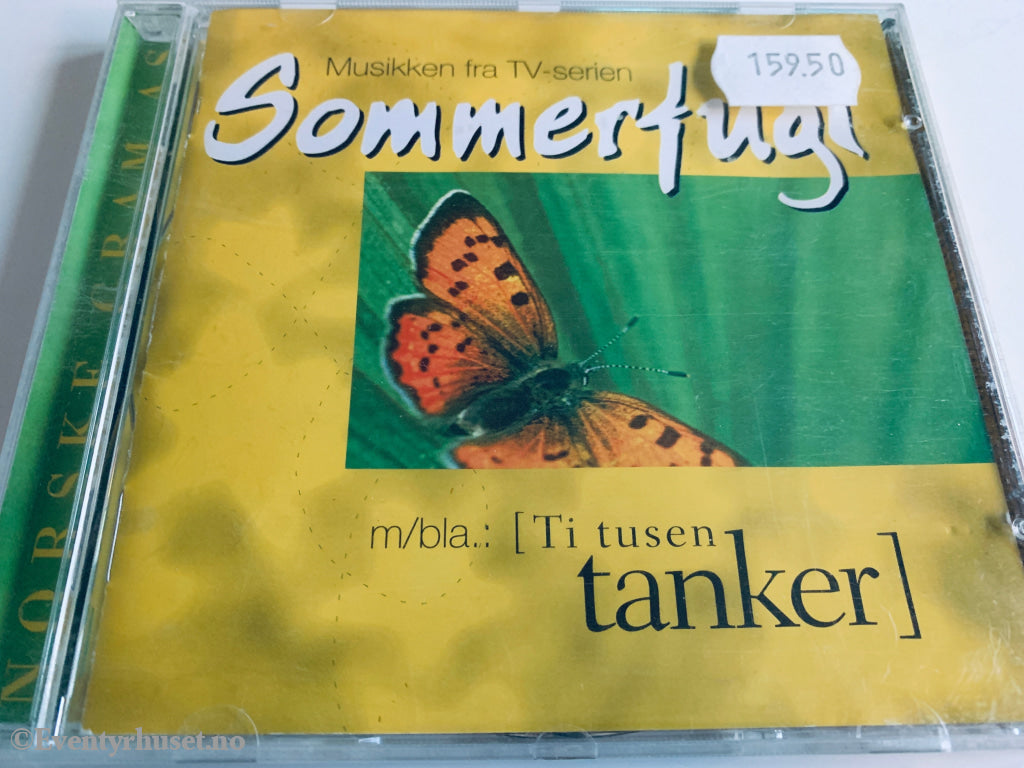 Musikken fra TV-serien
159.50
Sommerfugl
m/bla.: [Ti tusen
tanker]
NORSKE GRAM AS
©Eventyrhuset.no